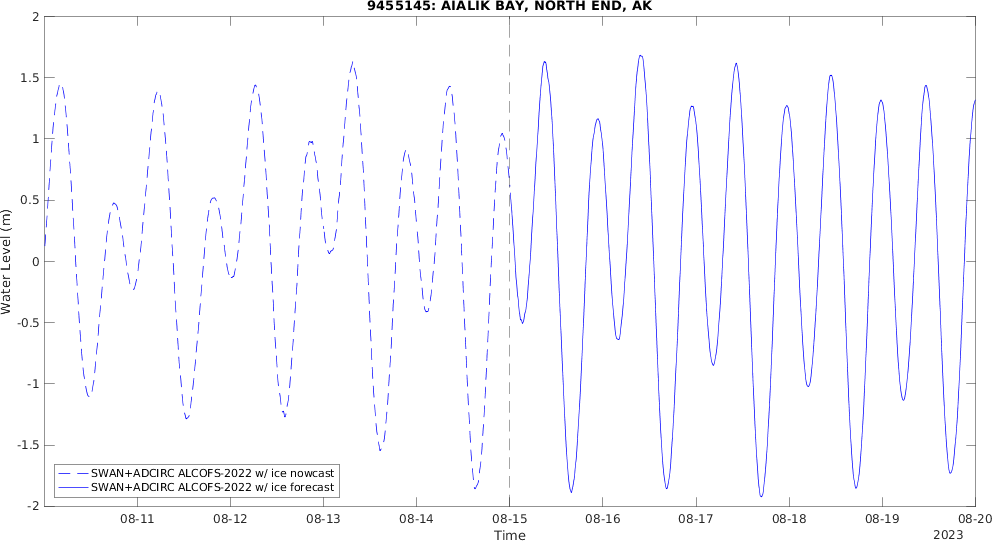 9455145: AIALIK BAY, NORTH END, AK
Water Level (m)
2
1.5
1
0.5
0
-0.5
-1
-1.5
-2
SWAN+ADCIRC ALCOFS-2022 w/ ice nowcast
SWAN+ADCIRC ALCOFS-2022 w/ ice forecast
08-11 08-12 08-13 08-14 08-15 08-16 08-17 08-18 08-19 08-20
Time
2023